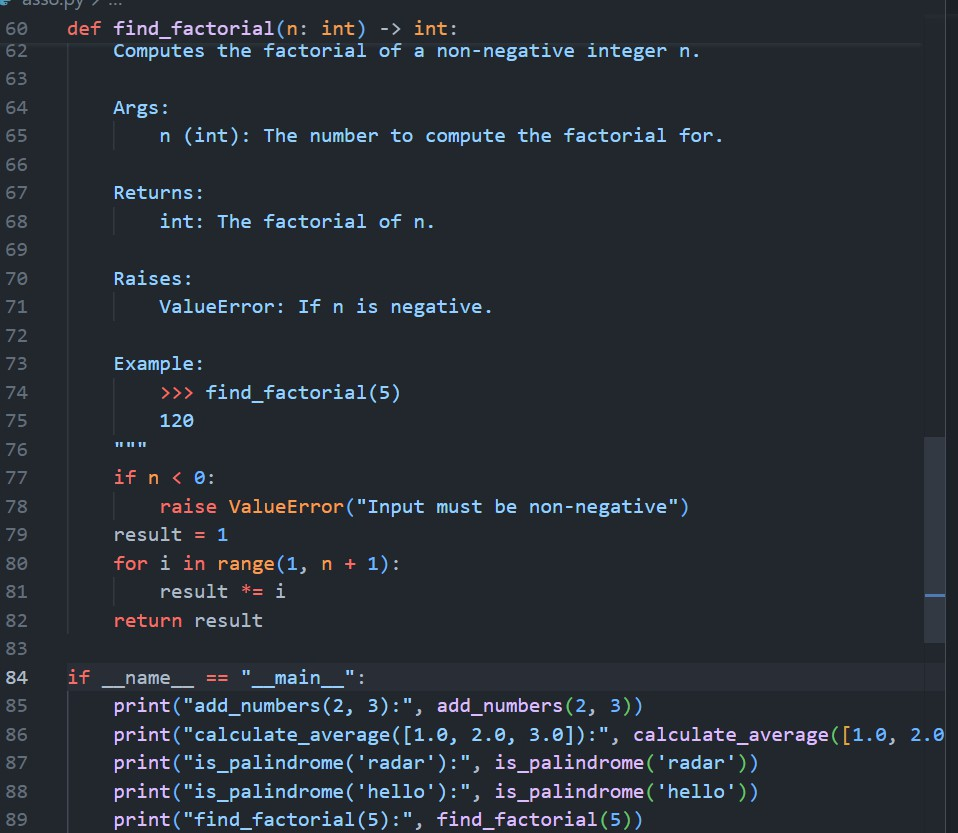 asso.py > ...
60 def find_factorial(n: int) -> int:
62 Computes the factorial of a non-negative integer n.
63
64 Args:
65 n (int): The number to compute the factorial for.
66
67 Returns:
68 int: The factorial of n.
69
70 Raises:
71 ValueError: If n is negative.
72
73 Example:
74 >>> find_factorial(5)
75 120
76 """
77 if n < 0:
78 raise ValueError("Input must be non-negative")
79 result = 1
80 for i in range(1, n + 1):
81 result *= i
82 return result
83
84 if __name__ == "__main__":
85 print("add_numbers(2, 3):", add_numbers(2, 3))
86 print("calculate_average([1.0, 2.0, 3.0]):", calculate_average([1.0, 2.0
87 print("is_palindrome('radar'):", is_palindrome('radar'))
88 print("is_palindrome('hello'):", is_palindrome('hello'))
89 print("find_factorial(5):", find_factorial(5))